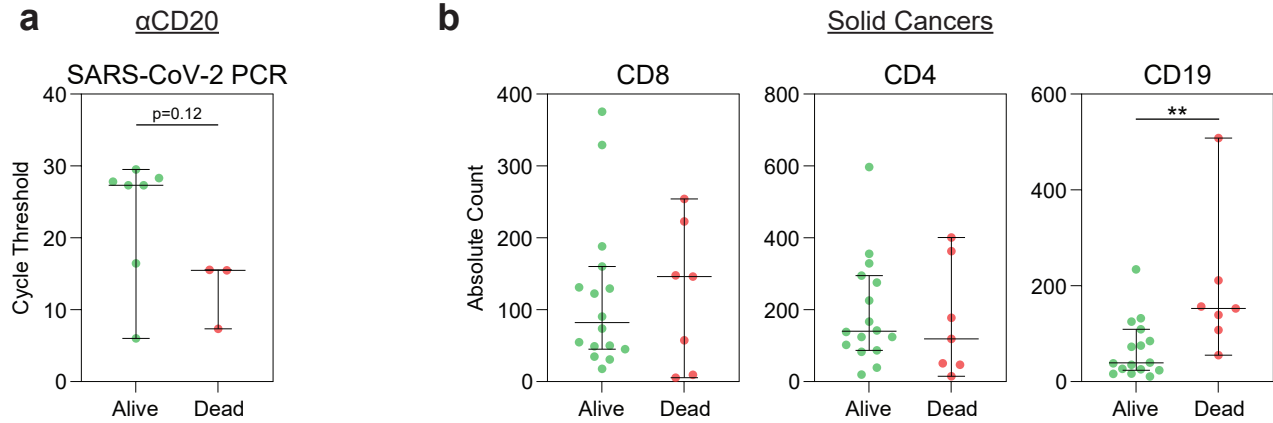 a
αCD20
SARS-CoV-2 PCR
Cycle Threshold
40
30
20
10
0
p=0.12
Alive
Dead
b
Solid Cancers
CD8
Absolute Count
400
300
200
100
0
Alive
Dead
CD4
800
600
400
200
0
Alive
Dead
CD19
600
400
200
0
**
Alive
Dead